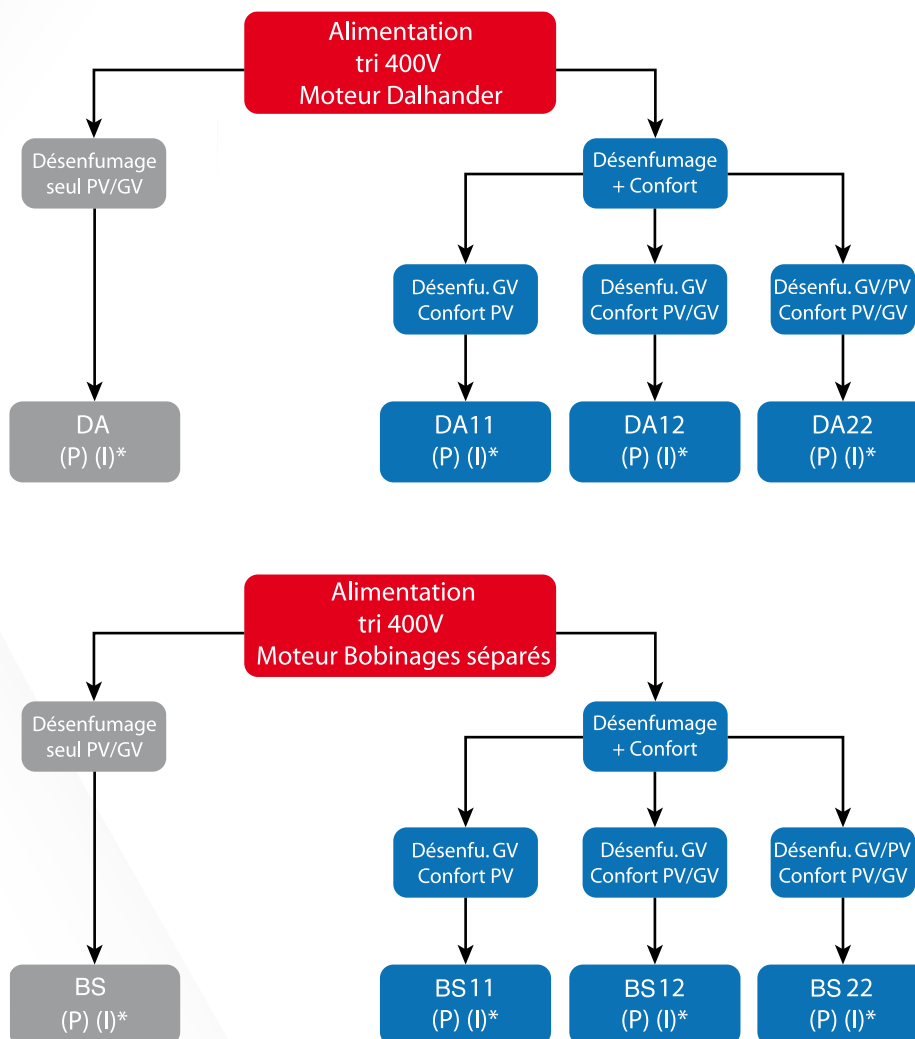 Alimentation
tri 400V
Moteur Dalhander
Désenfumage
seul PV/GV
Désenfumage
+ Confort
Désenfu. GV
Confort PV
Désenfu. GV
Confort PV/GV
Désenfu. GV/PV
Confort PV/GV
DA
(P) (I)*
DA11
(P) (I)*
DA12
(P) (I)*
DA22
(P) (I)*
Alimentation
tri 400V
Moteur Bobinages séparés
Désenfumage
seul PV/GV
Désenfumage
+ Confort
Désenfu. GV
Confort PV
Désenfu. GV
Confort PV/GV
Désenfu. GV/PV
Confort PV/GV
BS
(P) (I)*
BS11
(P) (I)*
BS12
(P) (I)*
BS22
(P) (I)*